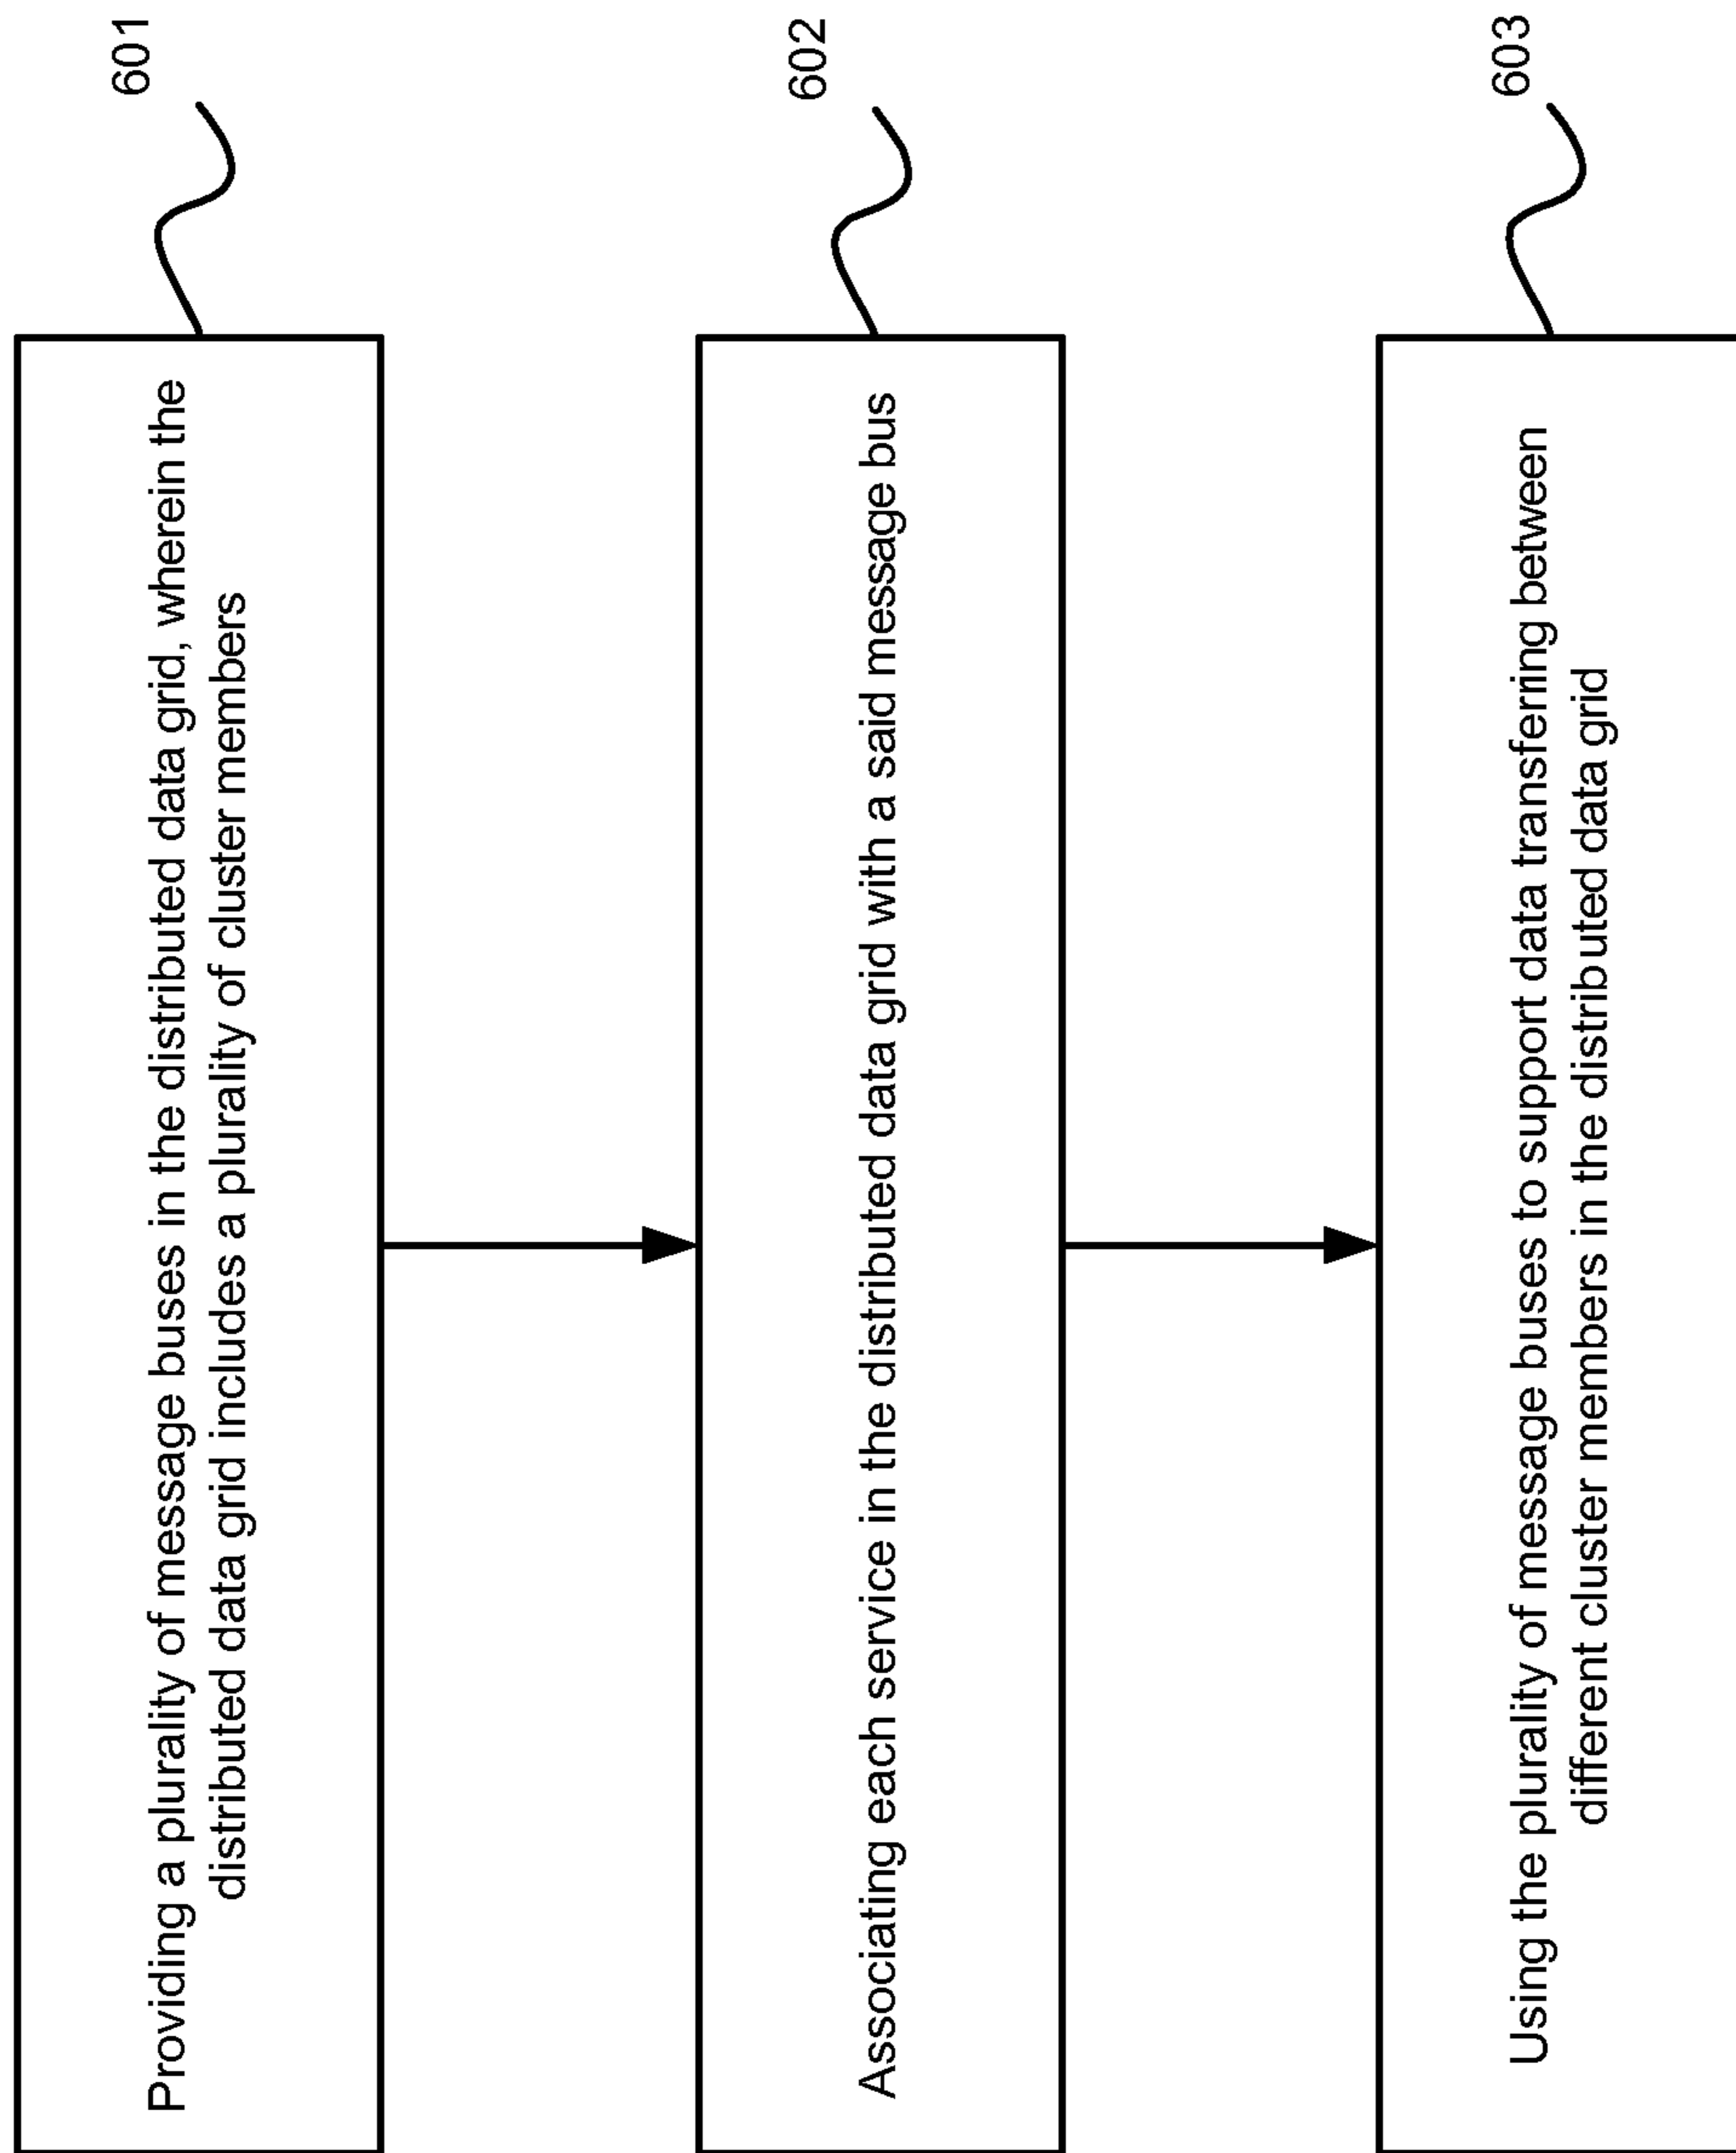 601
Providing a plurality of message buses in the distributed data grid, wherein the
distributed data grid includes a plurality of cluster members
602
Associating each service in the distributed data grid with a said message bus
603
Using the plurality of message buses to support data transferring between
different cluster members in the distributed data grid